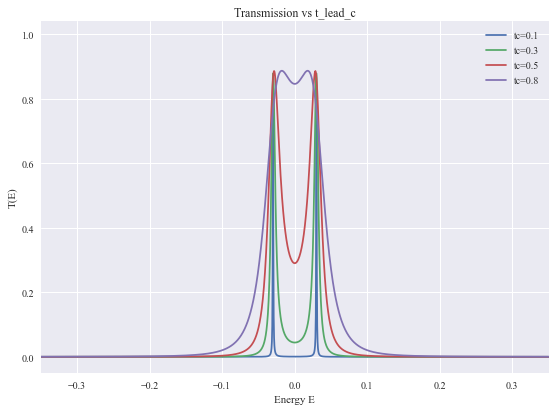 Transmission vs t_lead_c
tc=0.1
tc=0.3
tc=0.5
tc=0.8
1.0
0.8
0.6
0.4
0.2
0.0
T(E)
−0.3 −0.2 −0.1 0.0 0.1 0.2 0.3
Energy E